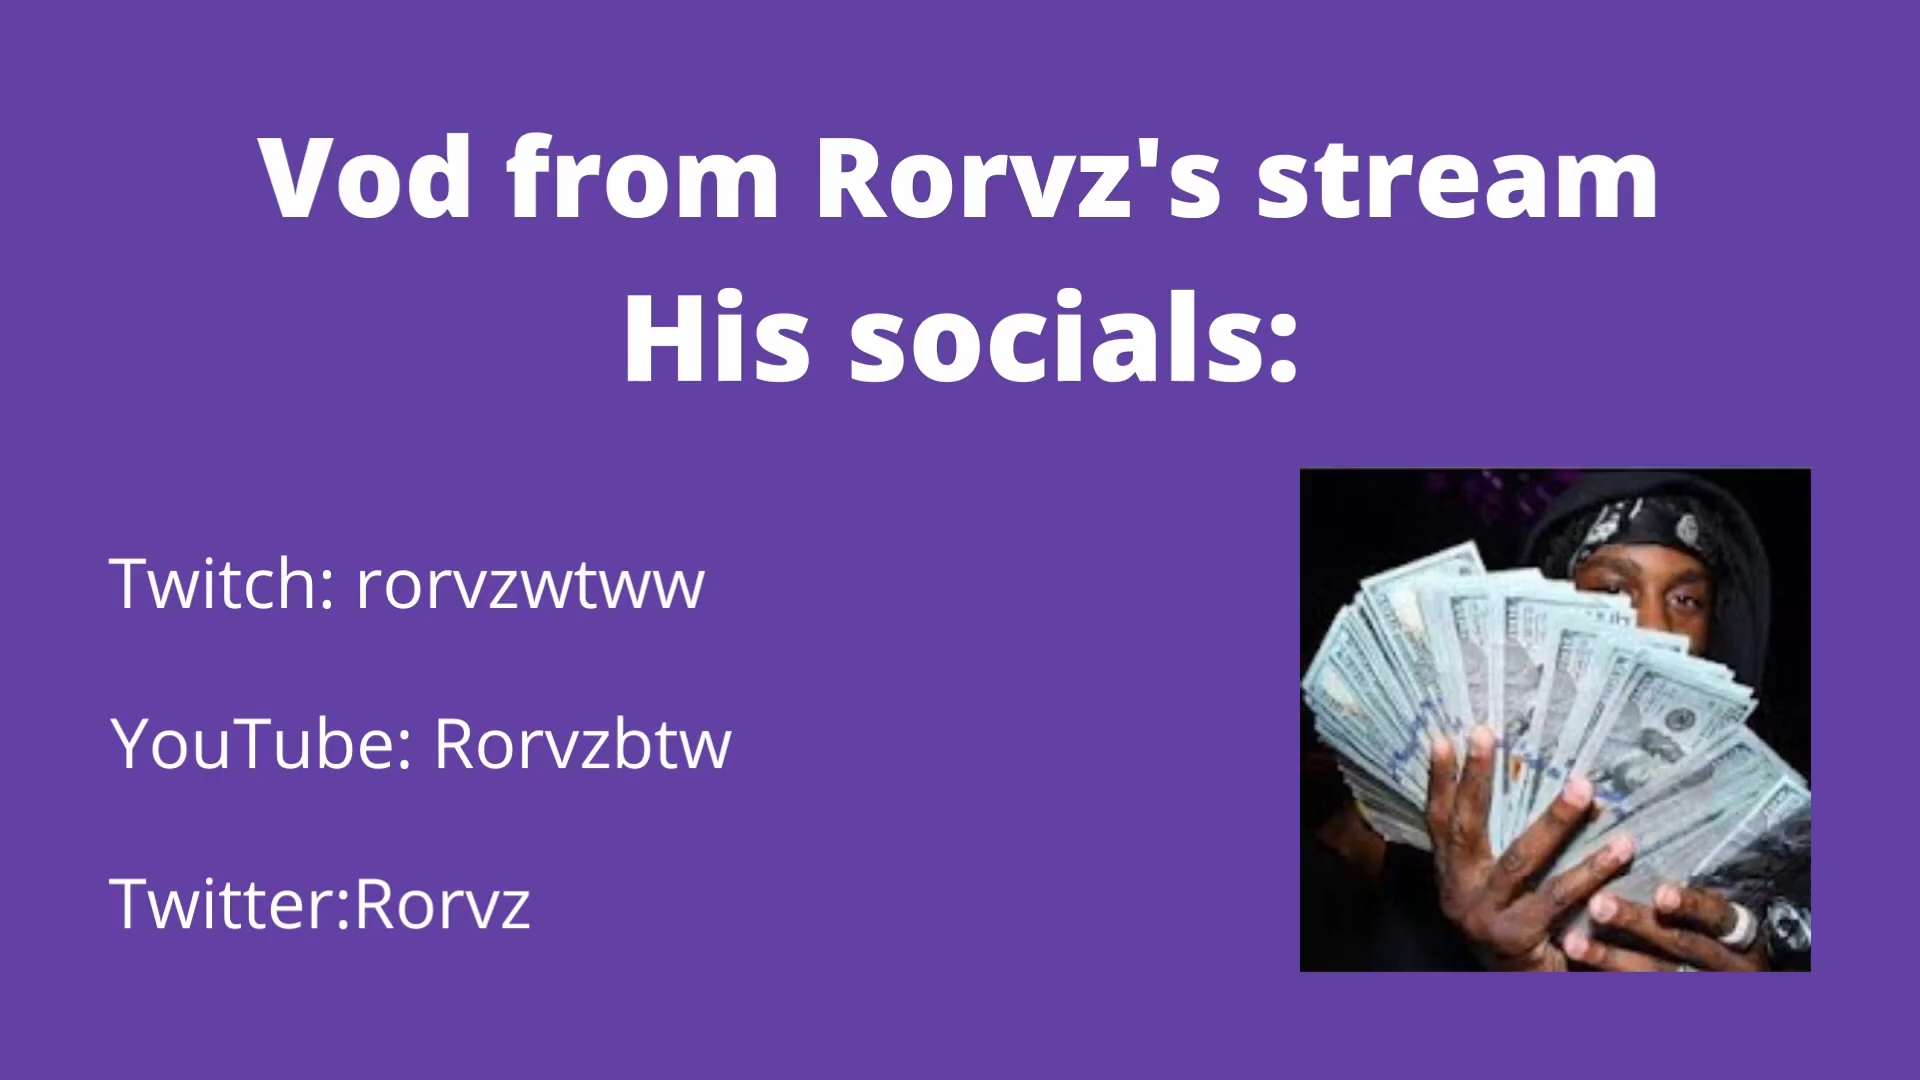 Vod from Rorvz's stream
His socials:
Twitch: rorvzwtww
YouTube: Rorvzbtw
Twitter:Rorvz